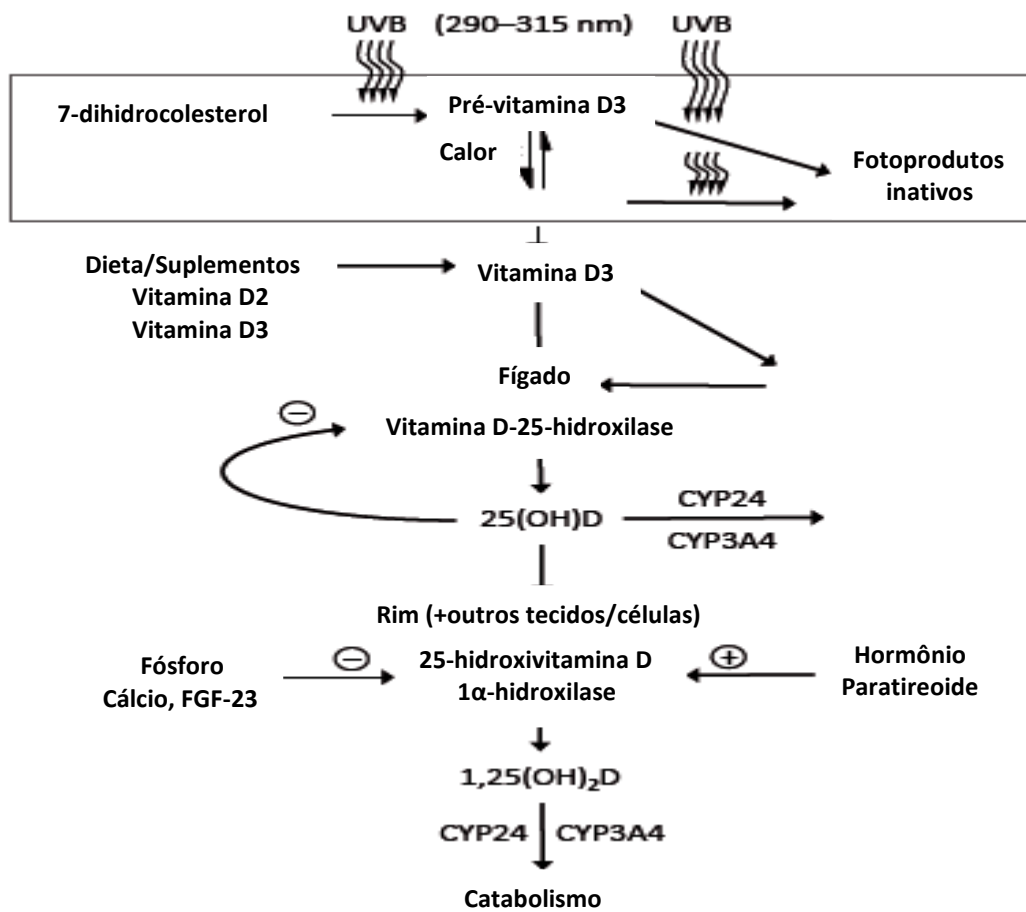 UVB (290–315 nm) UVB
7-dihidrocolesterol
Pré-vitamina D3
Calor
Fotoprodutos
inativos
Dieta/Suplementos
Vitamina D2
Vitamina D3
Vitamina D3
Fígado
−
Vitamina D-25-hidroxilase
25(OH)D
CYP24
CYP3A4
Rim (+outros tecidos/células)
Fósforo
Cálcio, FGF-23
−
25-hidroxivitamina D
1α-hidroxilase
+
Hormônio
Paratireoide
1,25(OH)₂D
CYP24 CYP3A4
Catabolismo